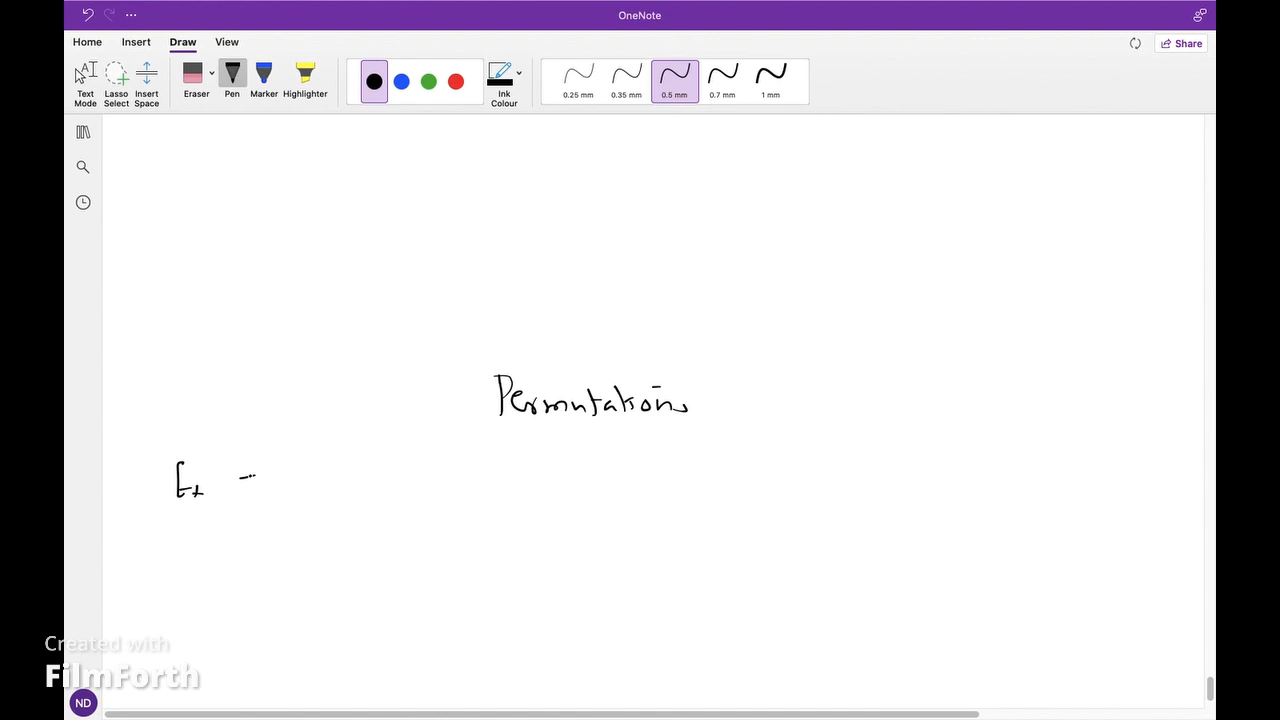 OneNote
Home Insert Draw View
Share
Text Mode Lasso Select Insert Space Eraser Pen Marker Highlighter Ink Colour 0.25 mm 0.35 mm 0.5 mm 0.7 mm 1 mm
Permutations
Ex -
Created with
FilmForth
ND